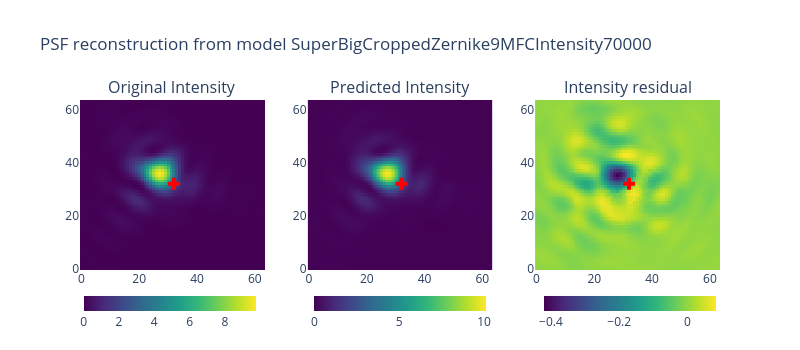 PSF reconstruction from model SuperBigCroppedZernike9MFCIntensity70000
Original Intensity Predicted Intensity Intensity residual
60 60 60
40 40 40
20 20 20
0 0 0
0 20 40 60 0 20 40 60 0 20 40 60
0 2 4 6 8 0 5 10 −0.4 −0.2 0